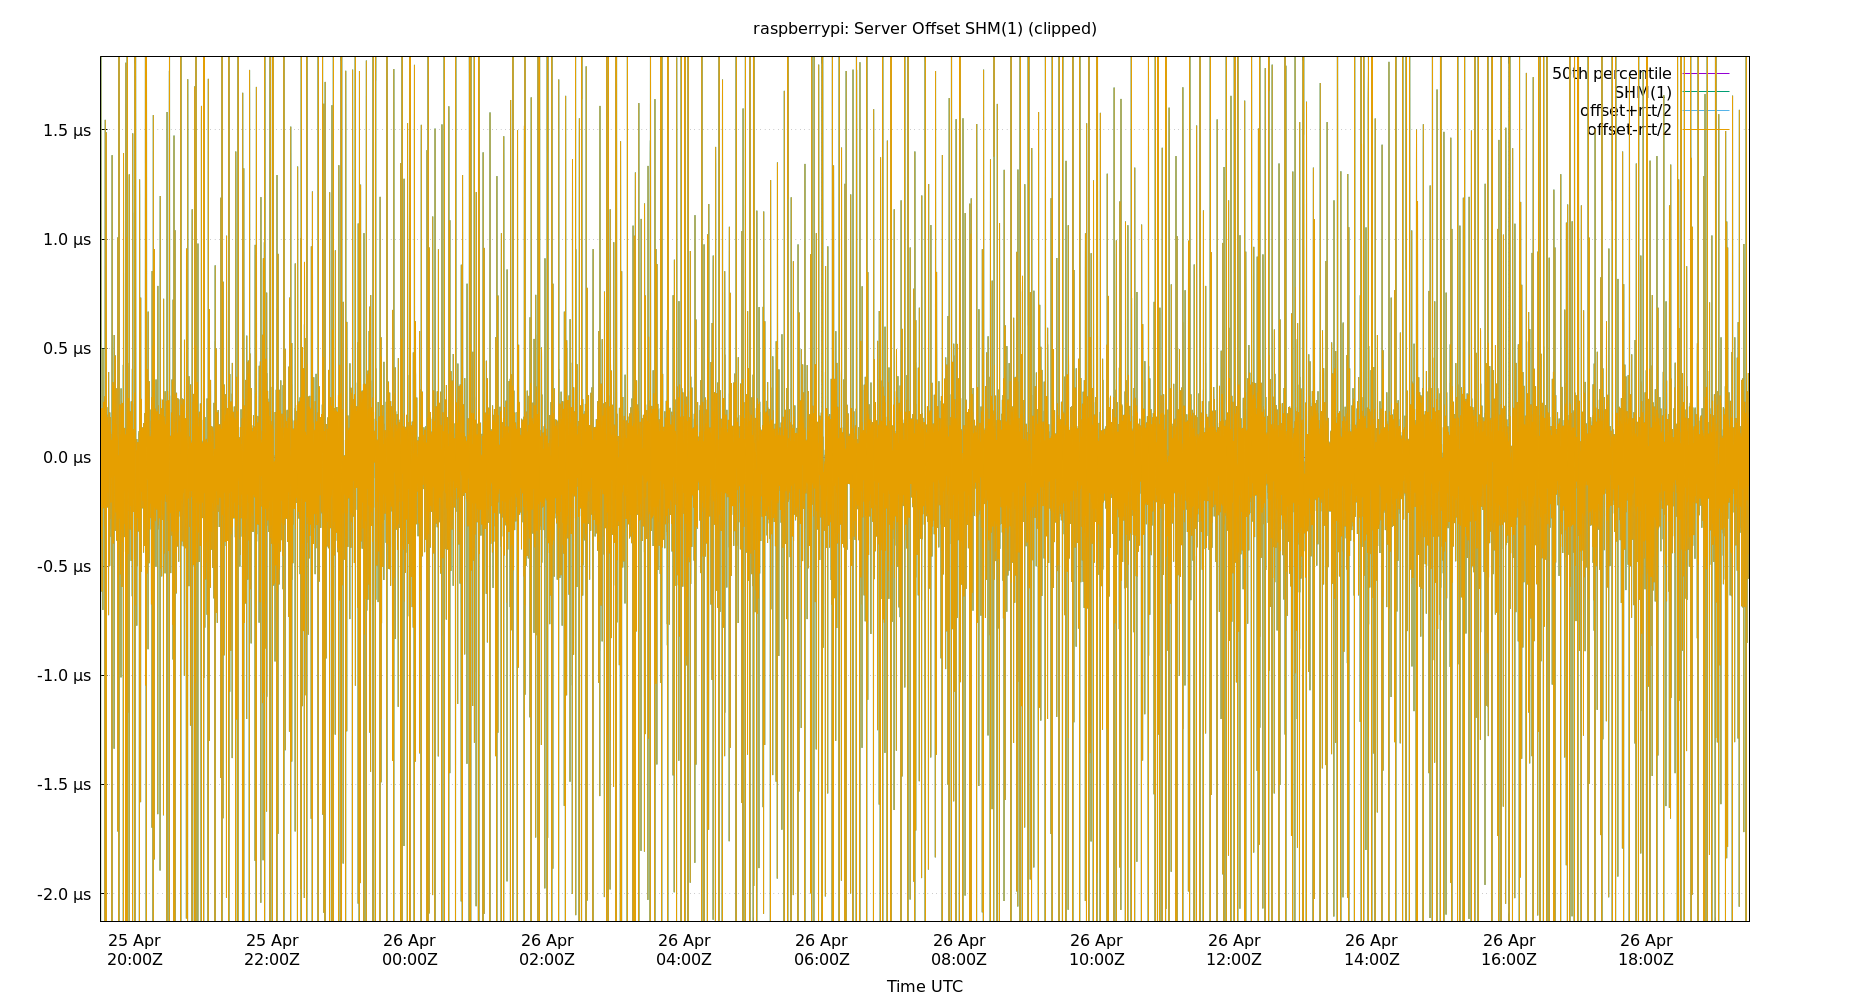 raspberrypi: Server Offset SHM(1) (clipped)
50th percentile
SHM(1)
offset+rtt/2
offset-rtt/2
1.5 µs
1.0 µs
0.5 µs
0.0 µs
-0.5 µs
-1.0 µs
-1.5 µs
-2.0 µs
25 Apr 25 Apr 26 Apr 26 Apr 26 Apr 26 Apr 26 Apr 26 Apr 26 Apr 26 Apr 26 Apr 26 Apr
20:00Z 22:00Z 00:00Z 02:00Z 04:00Z 06:00Z 08:00Z 10:00Z 12:00Z 14:00Z 16:00Z 18:00Z
Time UTC